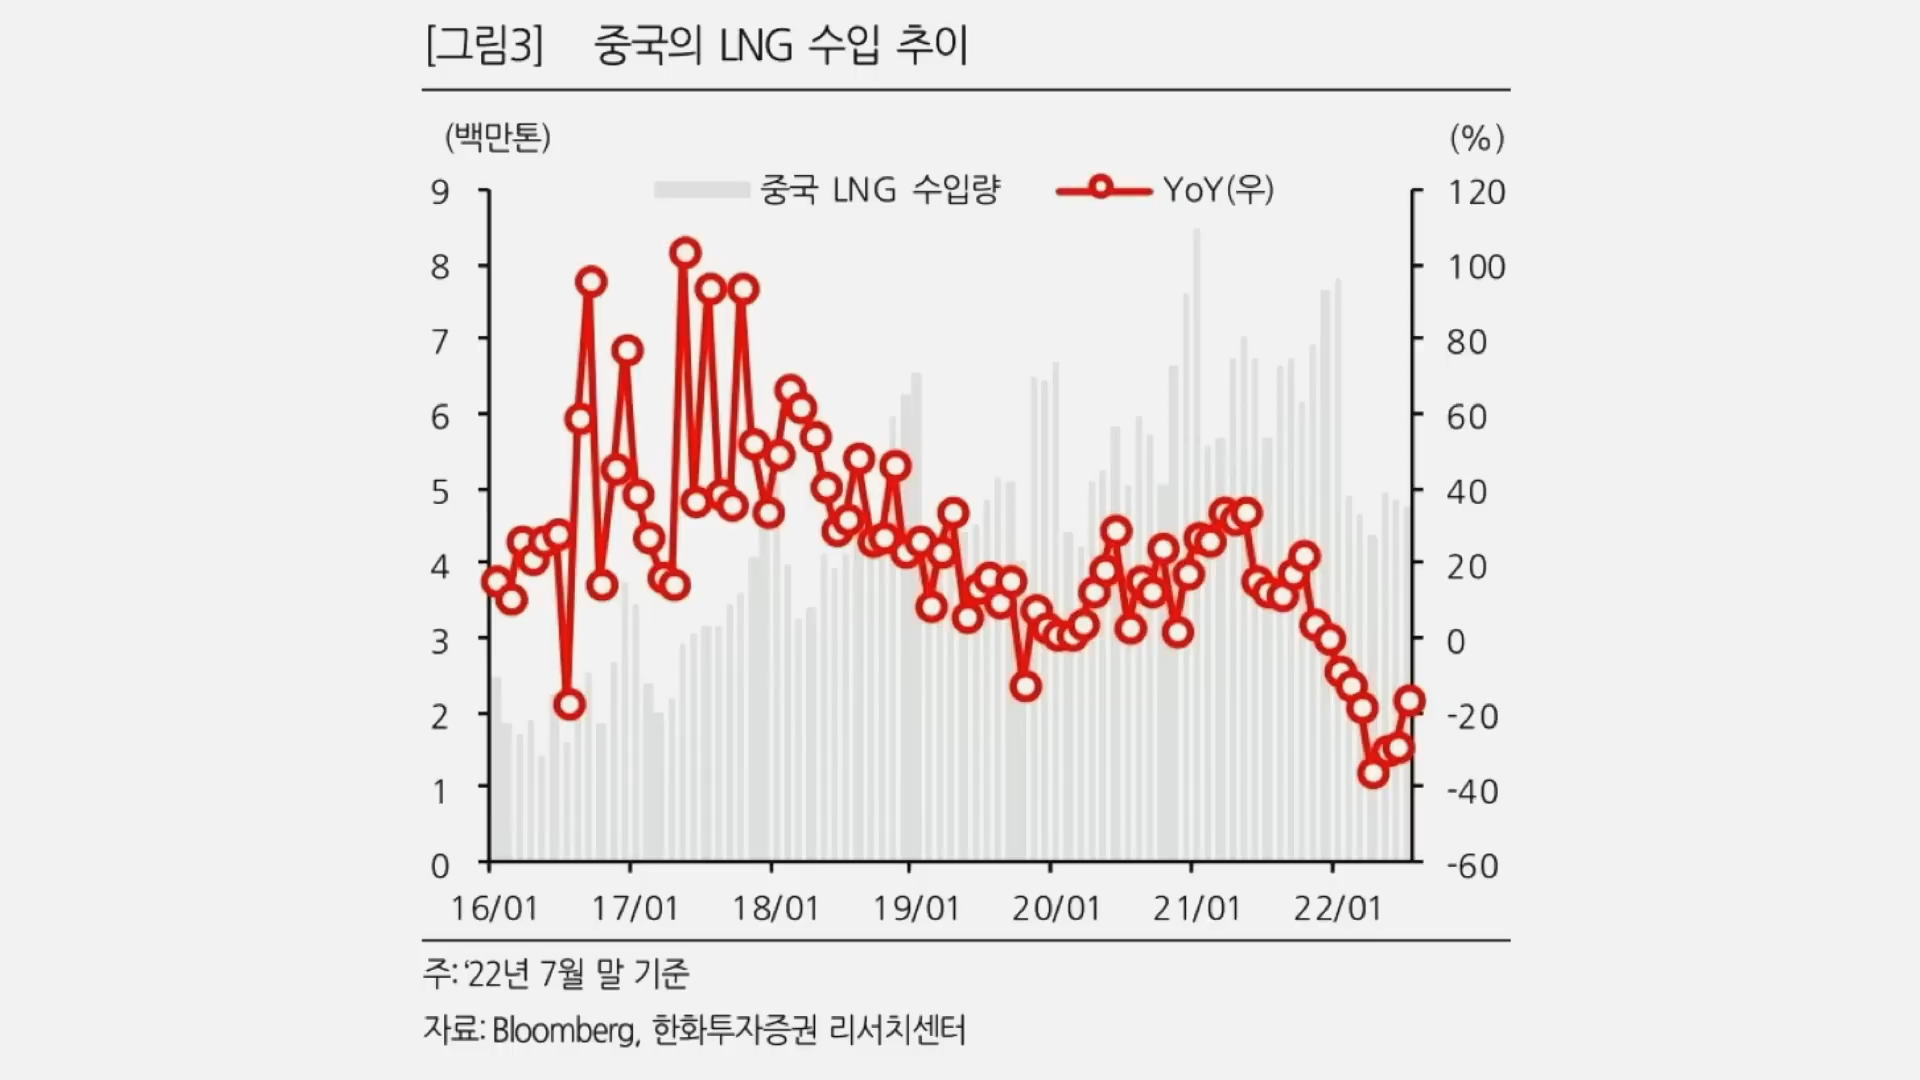 [그림3] 중국의 LNG 수입 추이
(백만톤) (%)
중국 LNG 수입량 YoY(우)
9 120
8 100
7 80
6 60
5 40
4 20
3 0
2 -20
1 -40
0 -60
16/01 17/01 18/01 19/01 20/01 21/01 22/01
주: ‘22년 7월 말 기준
자료: Bloomberg, 한화투자증권 리서치센터